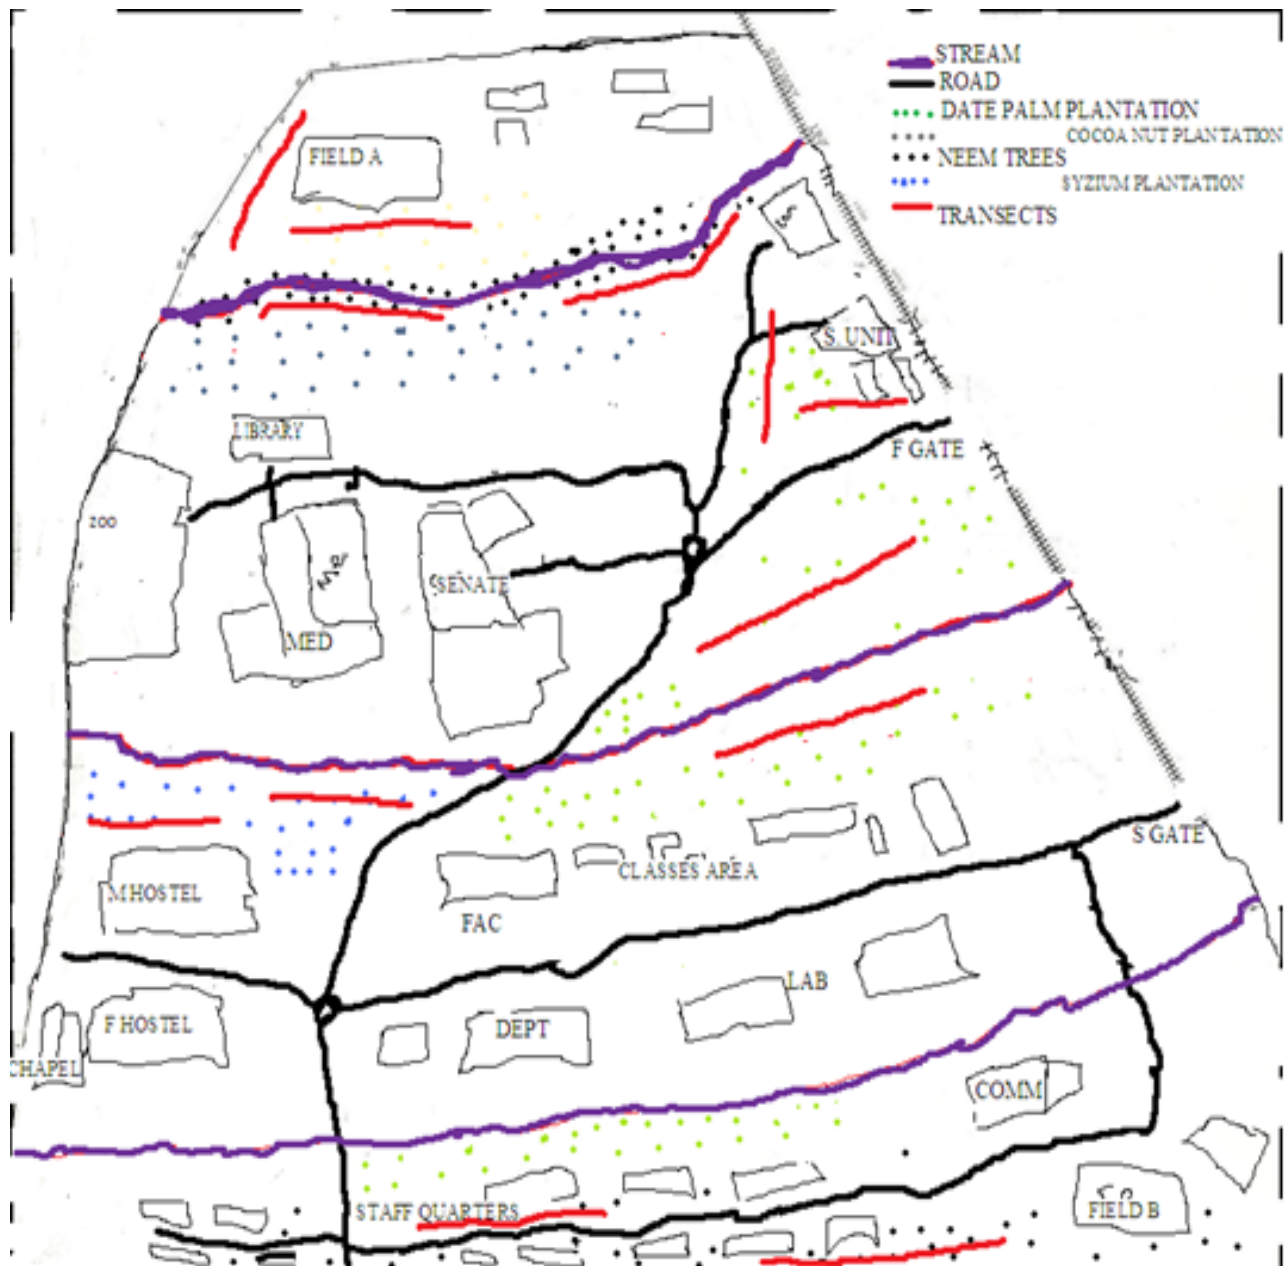 STREAM
ROAD
DATE PALM PLANTATION
COCOA NUT PLANTATION
NEEM TREES
SYZIUM PLANTATION
TRANSECTS
FIELD A
S. UNIT
F GATE
LIBRARY
ZOO
SENATE
MED
S GATE
M HOSTEL
CLASSES AREA
FAC
LAB
F HOSTEL
DEPT
CHAPEL
COMM
STAFF QUARTERS
FIELD B